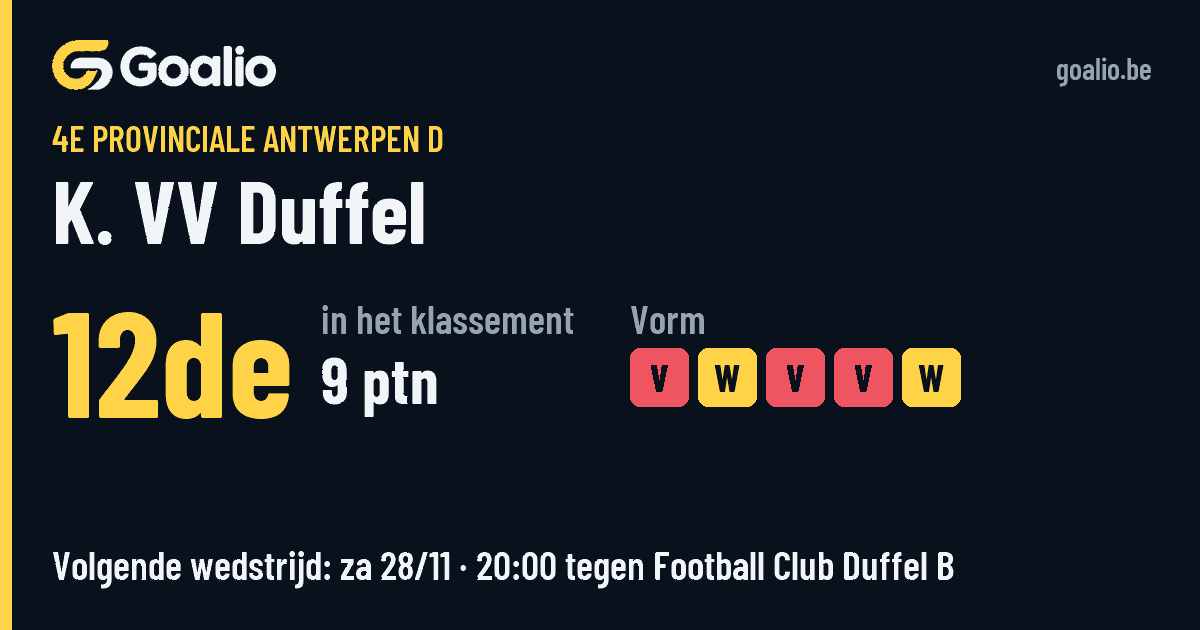 Goalio
goalio.be
4E PROVINCIALE ANTWERPEN D
K. VV Duffel
12de
in het klassement
9 ptn
Vorm
V W V V W
Volgende wedstrijd: za 28/11 · 20:00 tegen Football Club Duffel B